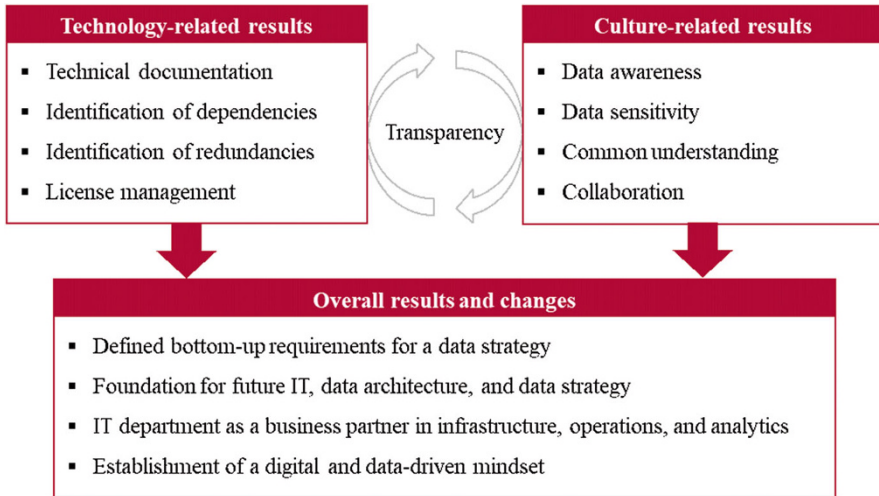 Technology-related results
▪ Technical documentation
▪ Identification of dependencies
▪ Identification of redundancies
▪ License management
Transparency
Culture-related results
▪ Data awareness
▪ Data sensitivity
▪ Common understanding
▪ Collaboration
Overall results and changes
▪ Defined bottom-up requirements for a data strategy
▪ Foundation for future IT, data architecture, and data strategy
▪ IT department as a business partner in infrastructure, operations, and analytics
▪ Establishment of a digital and data-driven mindset